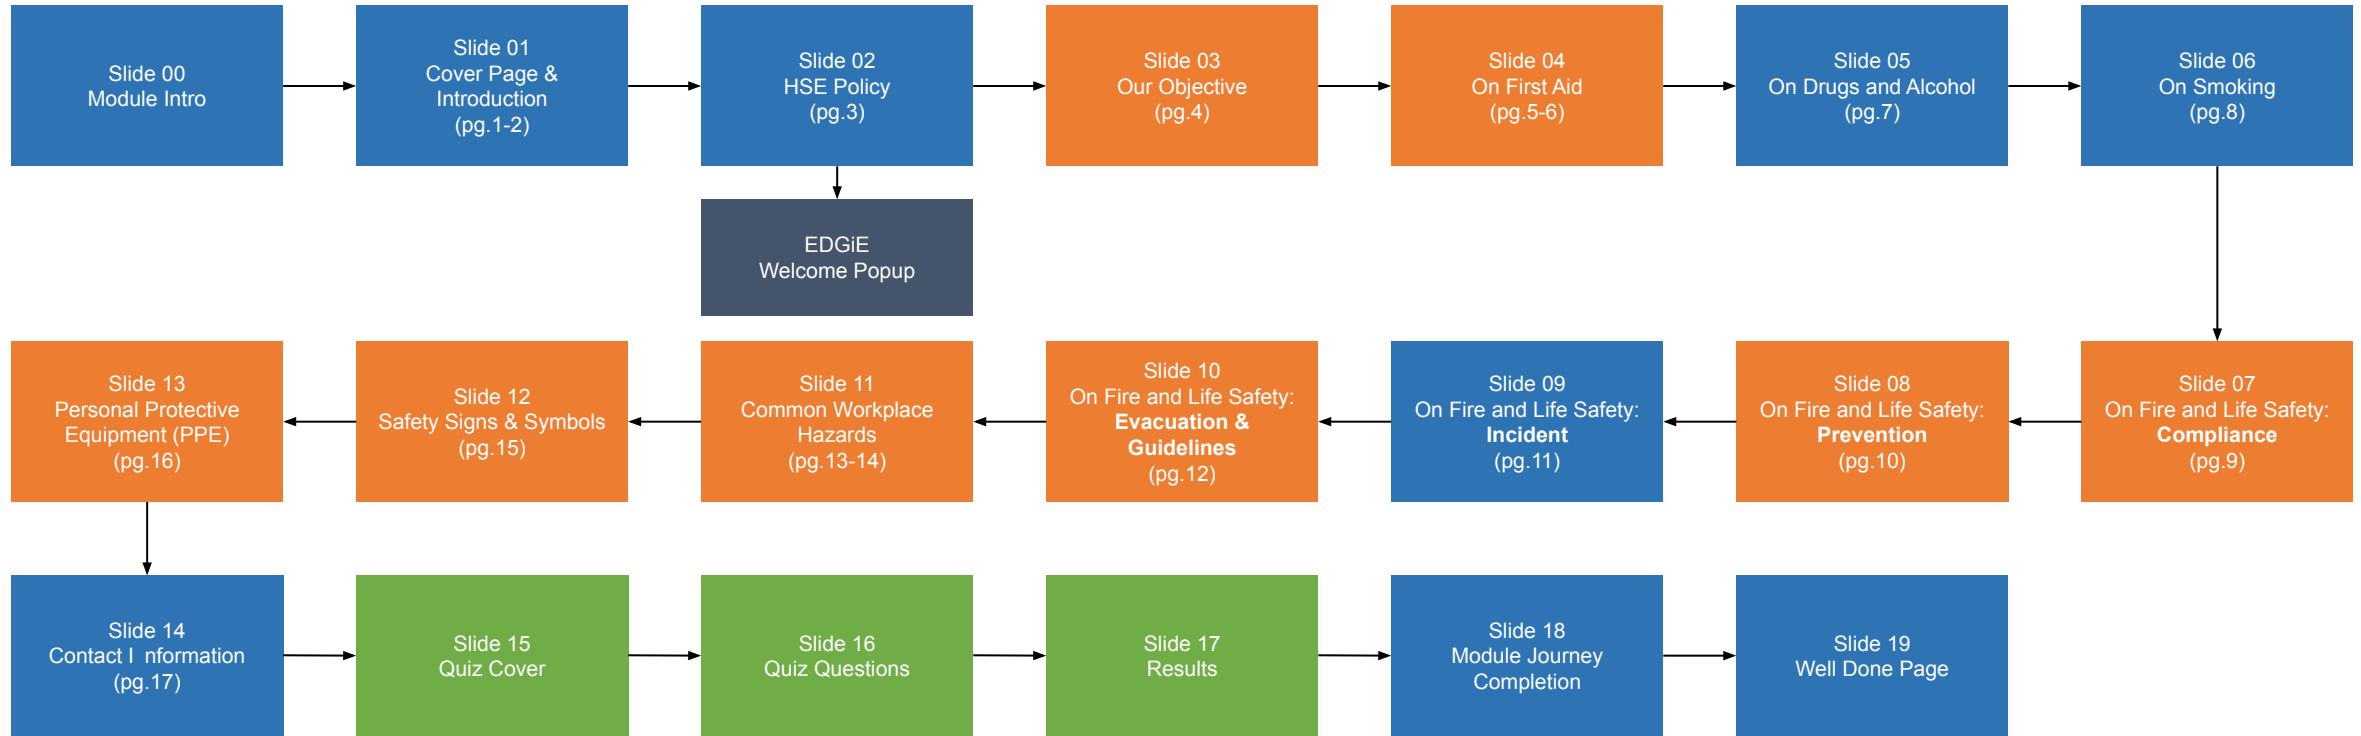 Slide 00
Module Intro
Slide 01
Cover Page &
Introduction
(pg.1-2)
Slide 02
HSE Policy
(pg.3)
Slide 03
Our Objective
(pg.4)
Slide 04
On First Aid
(pg.5-6)
Slide 05
On Drugs and Alcohol
(pg.7)
Slide 06
On Smoking
(pg.8)
EDGiE
Welcome Popup
Slide 13
Personal Protective
Equipment (PPE)
(pg.16)
Slide 12
Safety Signs & Symbols
(pg.15)
Slide 11
Common Workplace
Hazards
(pg.13-14)
Slide 10
On Fire and Life Safety:
Evacuation &
Guidelines
(pg.12)
Slide 09
On Fire and Life Safety:
Incident
(pg.11)
Slide 08
On Fire and Life Safety:
Prevention
(pg.10)
Slide 07
On Fire and Life Safety:
Compliance
(pg.9)
Slide 14
Contact I nformation
(pg.17)
Slide 15
Quiz Cover
Slide 16
Quiz Questions
Slide 17
Results
Slide 18
Module Journey
Completion
Slide 19
Well Done Page